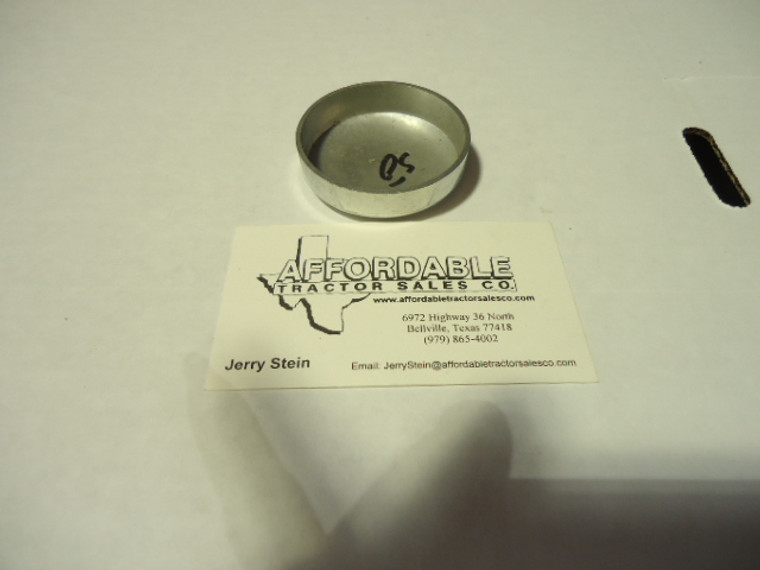 50
AFFORDABLE
TRACTOR SALES CO.
www.affordabletractorsalesco.com
6972 Highway 36 North
Bellville, Texas 77418
(979) 865-4002
Jerry Stein
Email: JerryStein@affordabletractorsalesco.com